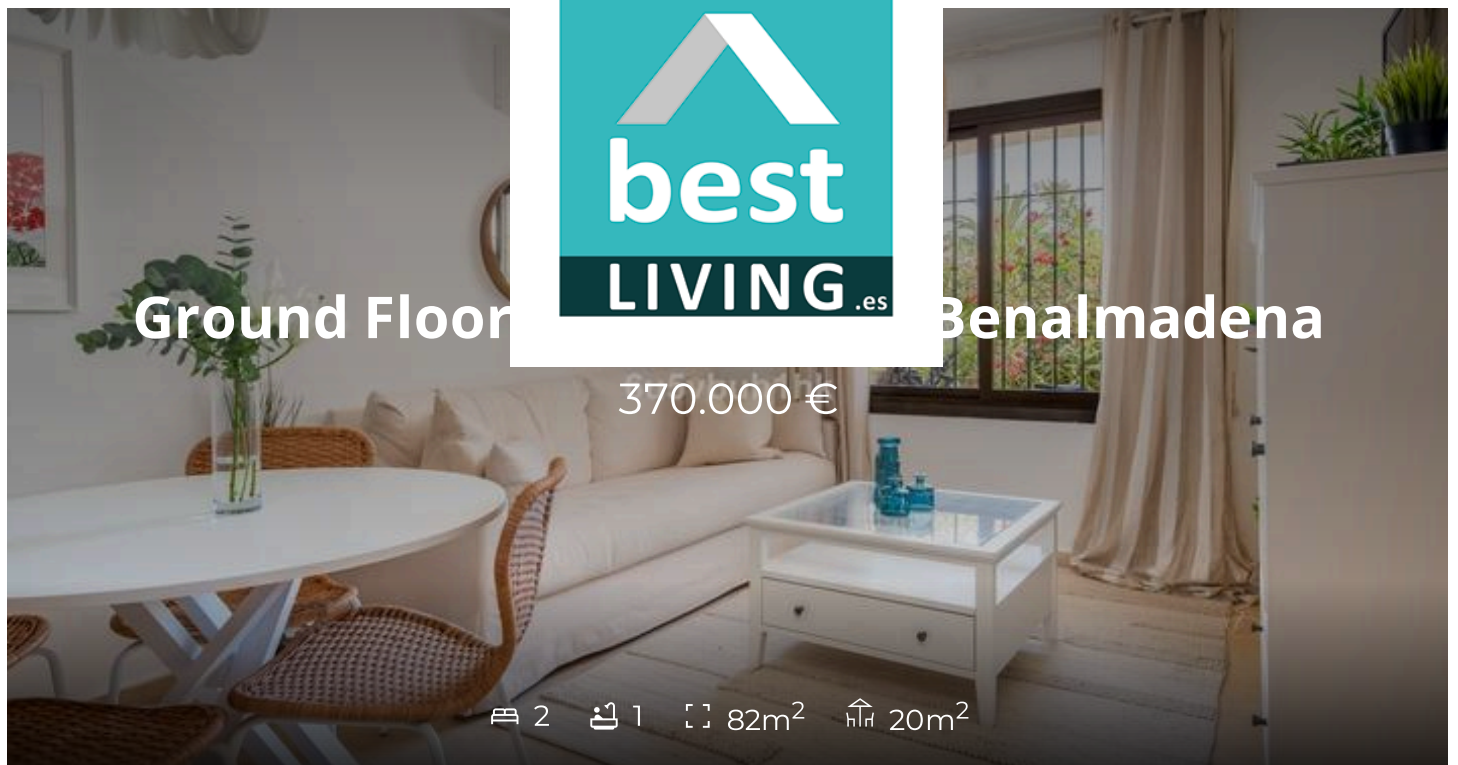 best
LIVING.es
Ground Floor Benalmadena
370.000 €
2 1 82m² 20m²